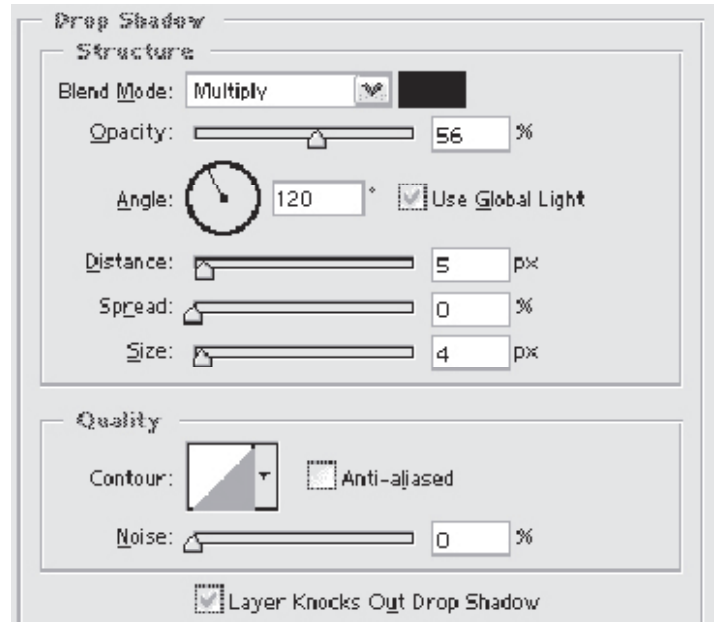 Drop Shadow
Structure
Blend Mode: Multiply
Opacity: 56 %
Angle: 120 ° Use Global Light
Distance: 5 px
Spread: 0 %
Size: 4 px
Quality
Contour: Anti-aliased
Noise: 0 %
Layer Knocks Out Drop Shadow